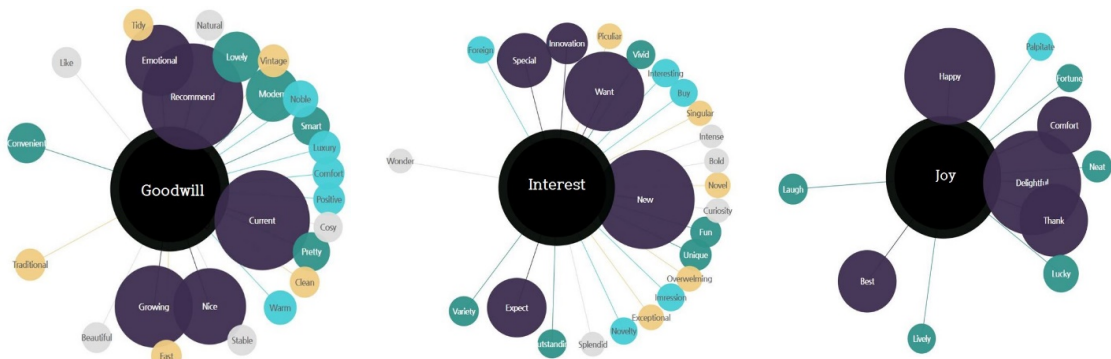 Tidy
Natural
Like
Emotional
Lovely
Vintage
Recommend
Modern
Noble
Smart
Convenient
Luxury
Comfort
Goodwill
Positive
Current
Cosy
Pretty
Traditional
Clean
Growing
Nice
Warm
Beautiful
Stable
Fast
Foreign
Innovation
Piculiar
Special
Vivid
Interesting
Want
Buy
Singular
Intense
Wonder
Bold
Interest
Novel
New
Curiosity
Fun
Unique
Overwelming
Imression
Variety
Expect
Exceptional
Novelty
Outstanding
Splendid
Palpitate
Happy
Fortune
Comfort
Neat
Joy
Delightful
Laugh
Thank
Best
Lucky
Lively